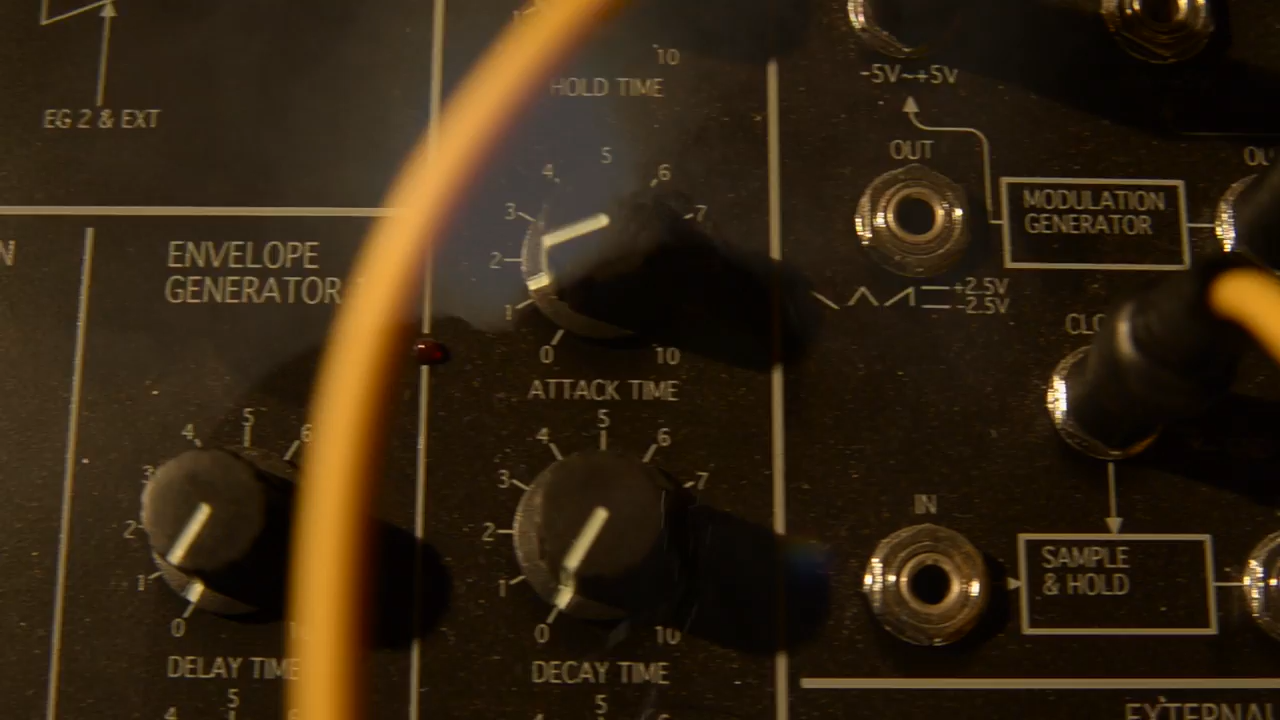 EG 2 & EXT
N
ENVELOPE
GENERATOR
4
5
6
3
2
1
0
DELAY TIME
5
4
10
HOLD TIME
5
4
6
3
7
2
1
0
10
ATTACK TIME
5
4
6
3
7
2
1
0
10
DECAY TIME
5
-5V~+5V
OUT
MODULATION
GENERATOR
+2.5V
-2.5V
IN
SAMPLE
& HOLD
EXTERNAL